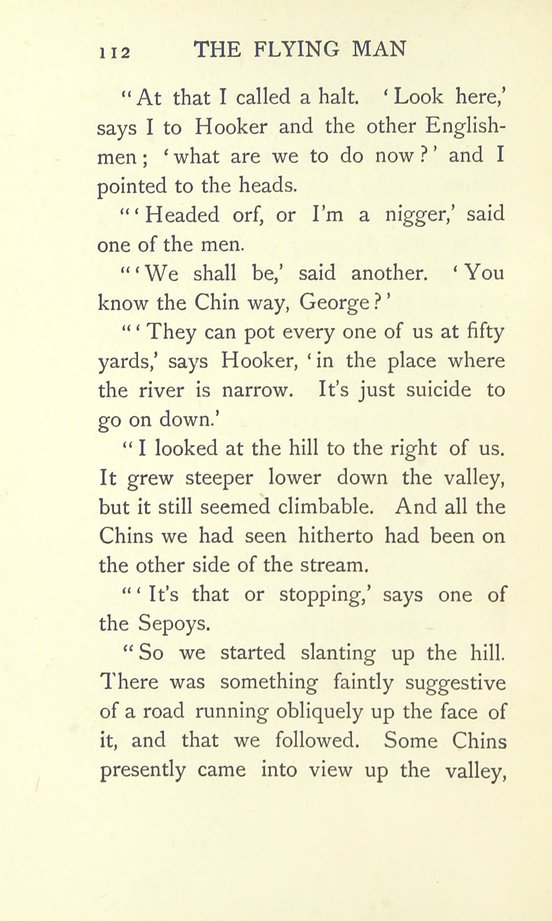 112 THE FLYING MAN
"At that I called a halt. 'Look here,'
says I to Hooker and the other English-
men; 'what are we to do now?' and I
pointed to the heads.
"'Headed orf, or I'm a nigger,' said
one of the men.
"'We shall be,' said another. 'You
know the Chin way, George?'
"'They can pot every one of us at fifty
yards,' says Hooker, 'in the place where
the river is narrow. It's just suicide to
go on down.'
"I looked at the hill to the right of us.
It grew steeper lower down the valley,
but it still seemed climbable. And all the
Chins we had seen hitherto had been on
the other side of the stream.
"'It's that or stopping,' says one of
the Sepoys.
"So we started slanting up the hill.
There was something faintly suggestive
of a road running obliquely up the face of
it, and that we followed. Some Chins
presently came into view up the valley,